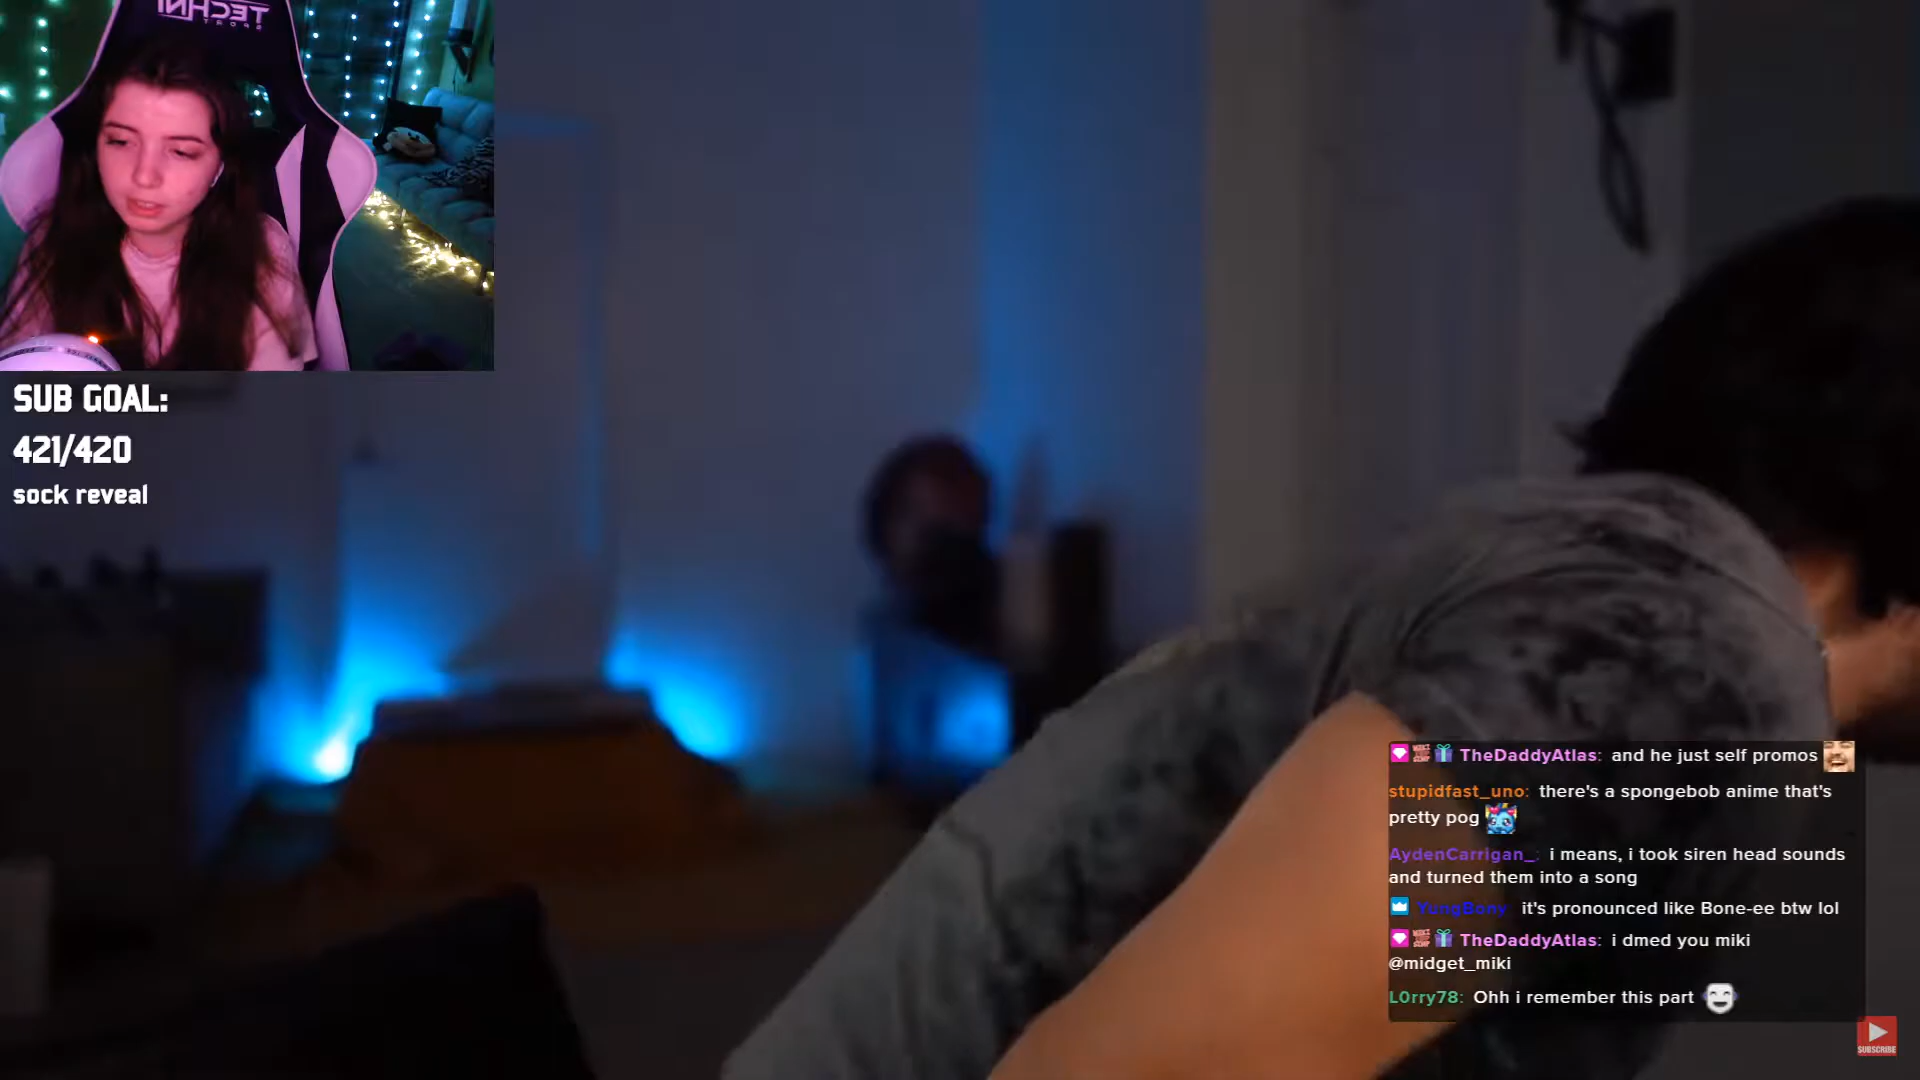 TECHNI
SPORT
SUB GOAL:
421/420
sock reveal
TheDaddyAtlas: and he just self promos
stupidfast_uno: there's a spongebob anime that's
pretty pog
AydenCarrigan_: i means, i took siren head sounds
and turned them into a song
YungBony: it's pronounced like Bone-ee btw lol
TheDaddyAtlas: i dmed you miki
@midget_miki
L0rry78: Ohh i remember this part
SUBSCRIBE